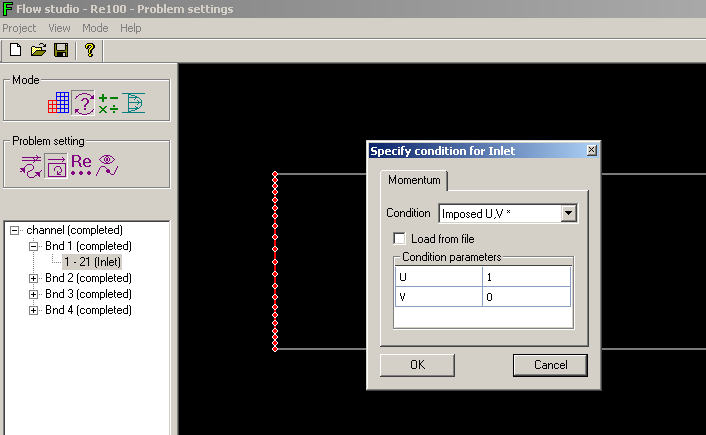 Flow studio - Re100 - Problem settings
Project View Mode Help
Mode
Problem setting
Re
channel (completed)
Bnd 1 (completed)
1 - 21 (Inlet)
Bnd 2 (completed)
Bnd 3 (completed)
Bnd 4 (completed)
Specify condition for Inlet
Momentum
Condition Imposed U,V *
Load from file
Condition parameters
U 1
V 0
OK Cancel